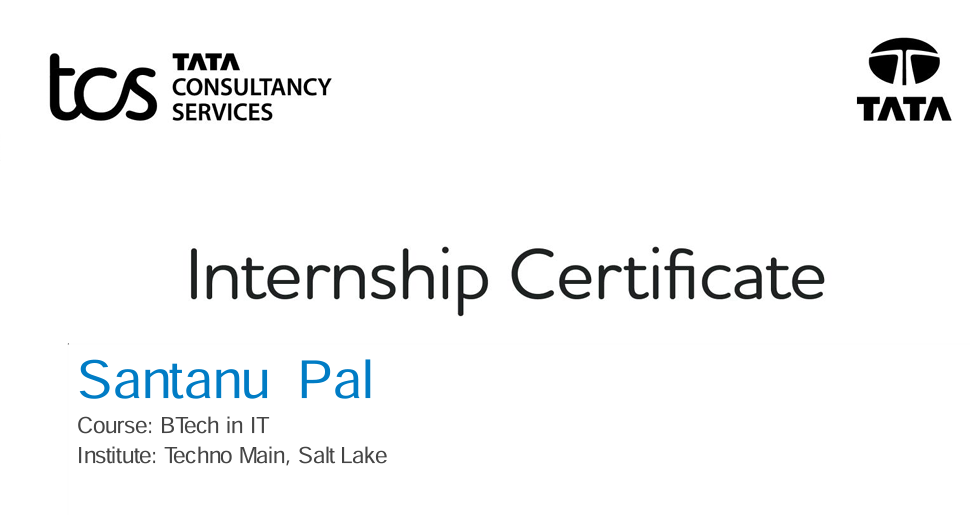 tcs TATA
CONSULTANCY
SERVICES
TATA
Internship Certificate
Santanu Pal
Course: BTech in IT
Institute: Techno Main, Salt Lake